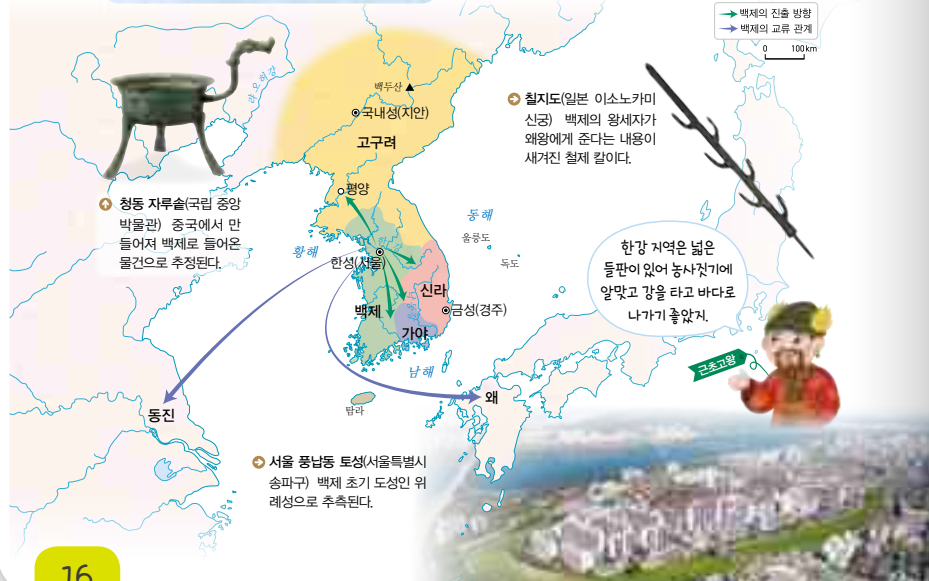 백제의 진출 방향
백제의 교류 관계
0 100km
랴오허강
백두산
국내성(지안)
고구려
평양
동해
울릉도
독도
황해
한성(서울)
신라
백제
금성(경주)
가야
남해
탐라
왜
동진
청동 자루솥(국립 중앙
박물관) 중국에서 만
들어져 백제로 들어온
물건으로 추정된다.
칠지도(일본 이소노카미
신궁) 백제의 왕세자가
왜왕에게 준다는 내용이
새겨진 철제 칼이다.
한강 지역은 넓은
들판이 있어 농사짓기에
알맞고 강을 타고 바다로
나가기 좋았지.
근초고왕
서울 풍납동 토성(서울특별시
송파구) 백제 초기 도성인 위
례성으로 추측된다.
16